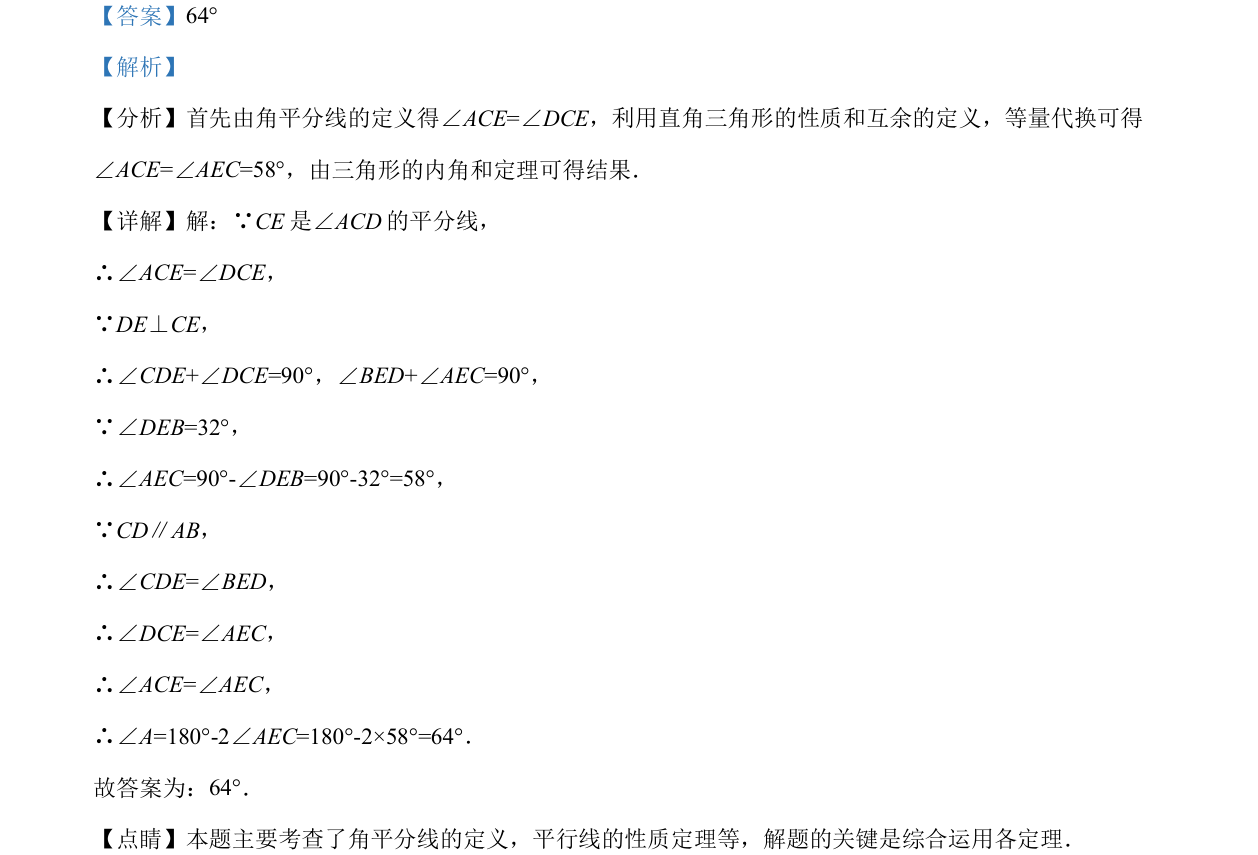 【答案】64°
【解析】
【分析】首先由角平分线的定义得∠ACE=∠DCE，利用直角三角形的性质和互余的定义，等量代换可得
∠ACE=∠AEC=58°，由三角形的内角和定理可得结果．
【详解】解：∵CE 是∠ACD 的平分线，
∴∠ACE=∠DCE，
∵DE⊥CE，
∴∠CDE+∠DCE=90°，∠BED+∠AEC=90°，
∵∠DEB=32°，
∴∠AEC=90°-∠DEB=90°-32°=58°，
∵CD∥AB，
∴∠CDE=∠BED，
∴∠DCE=∠AEC，
∴∠ACE=∠AEC，
∴∠A=180°-2∠AEC=180°-2×58°=64°．
故答案为：64°．
【点睛】本题主要考查了角平分线的定义，平行线的性质定理等，解题的关键是综合运用各定理．